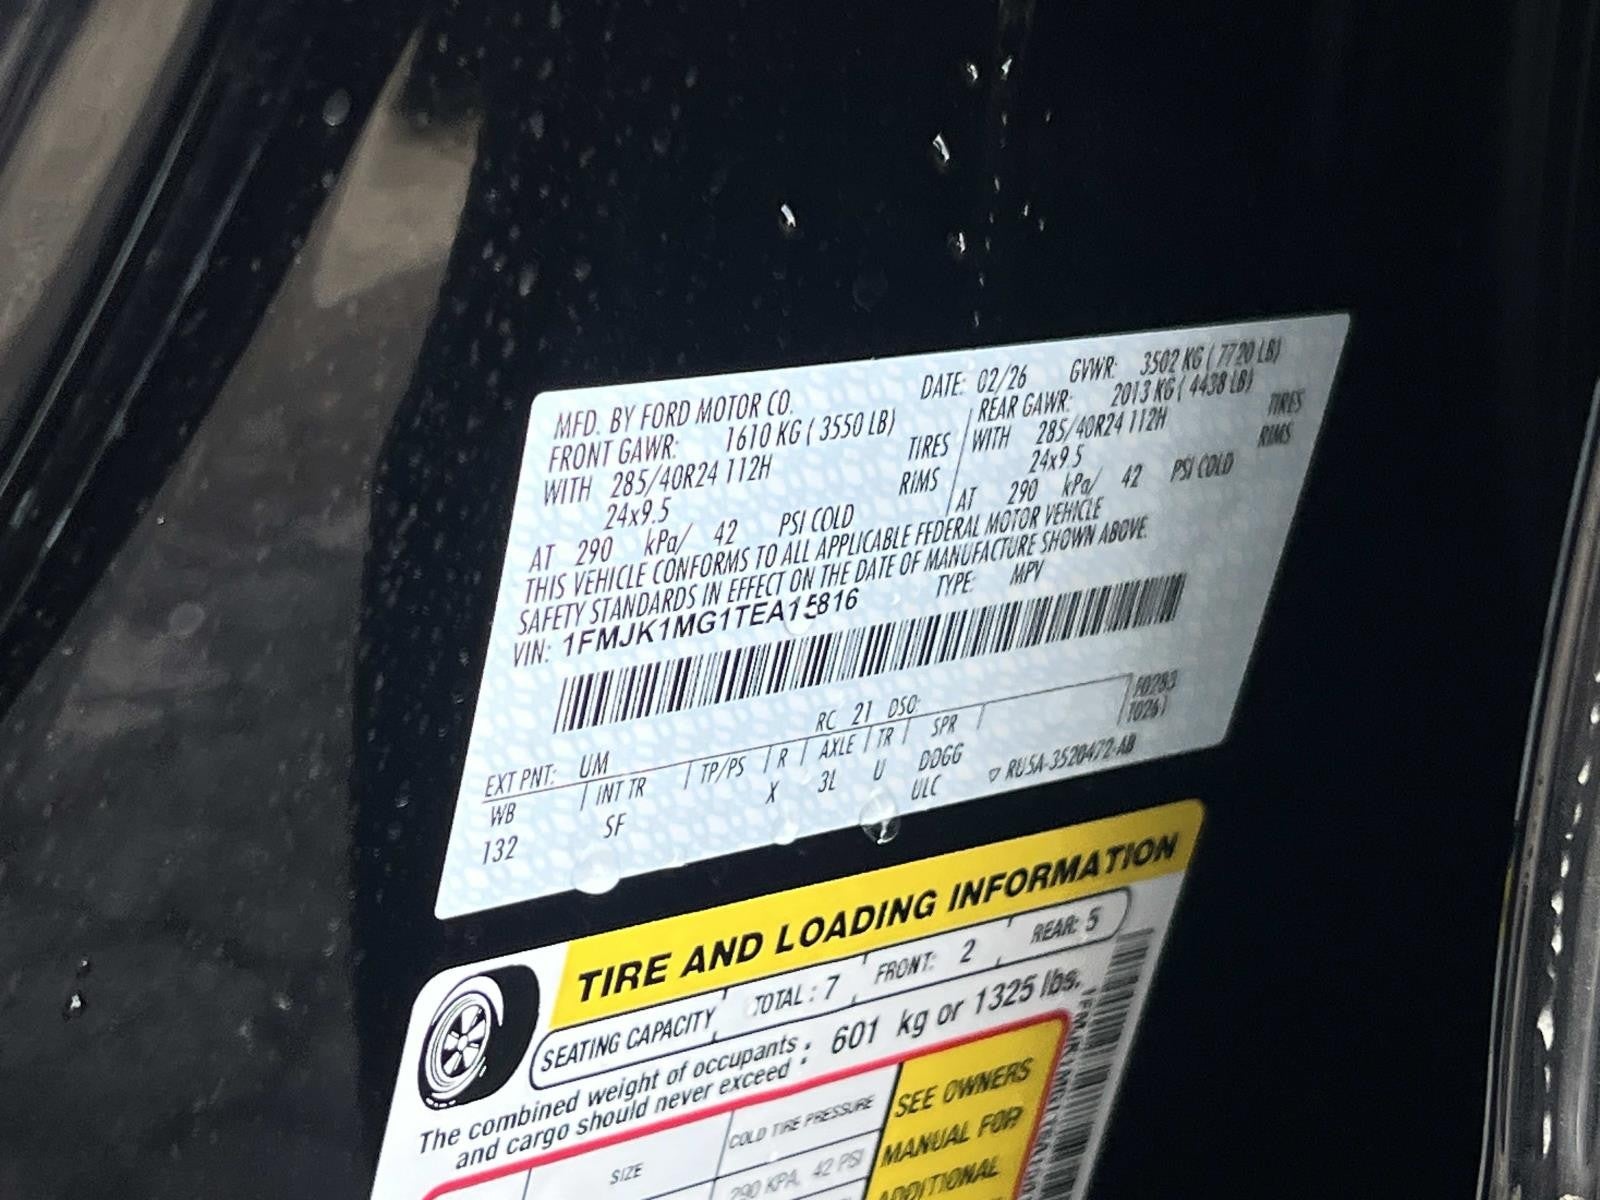 MFD. BY FORD MOTOR CO.
DATE: 02/26 GVWR: 3502 KG ( 7720 LB)
FRONT GAWR: 1610 KG ( 3550 LB)
REAR GAWR: 2013 KG ( 4438 LB)
WITH 285/40R24 112H TIRES
WITH 285/40R24 112H TIRES
24x9.5 RIMS
24x9.5 RIMS
AT 290 kPa/ 42 PSI COLD
AT 290 kPa/ 42 PSI COLD
THIS VEHICLE CONFORMS TO ALL APPLICABLE FEDERAL MOTOR VEHICLE
SAFETY STANDARDS IN EFFECT ON THE DATE OF MANUFACTURE SHOWN ABOVE.
VIN: 1FMJK1MG1TEA15816 TYPE: MPV
EXT PNT: UM RC 21 DSO:
WB INT TR TP/PS R AXLE TR SPR
132 SF X 3L U DDGG
ULC
▽ RU5A-3520472-AB
TIRE AND LOADING INFORMATION
SEATING CAPACITY TOTAL : 7 FRONT: 2 REAR: 5
The combined weight of occupants : 601 kg or 1325 lbs.
and cargo should never exceed :
SIZE COLD TIRE PRESSURE
290 KPA, 42 PSI
SEE OWNERS
MANUAL FOR
ADDITIONAL